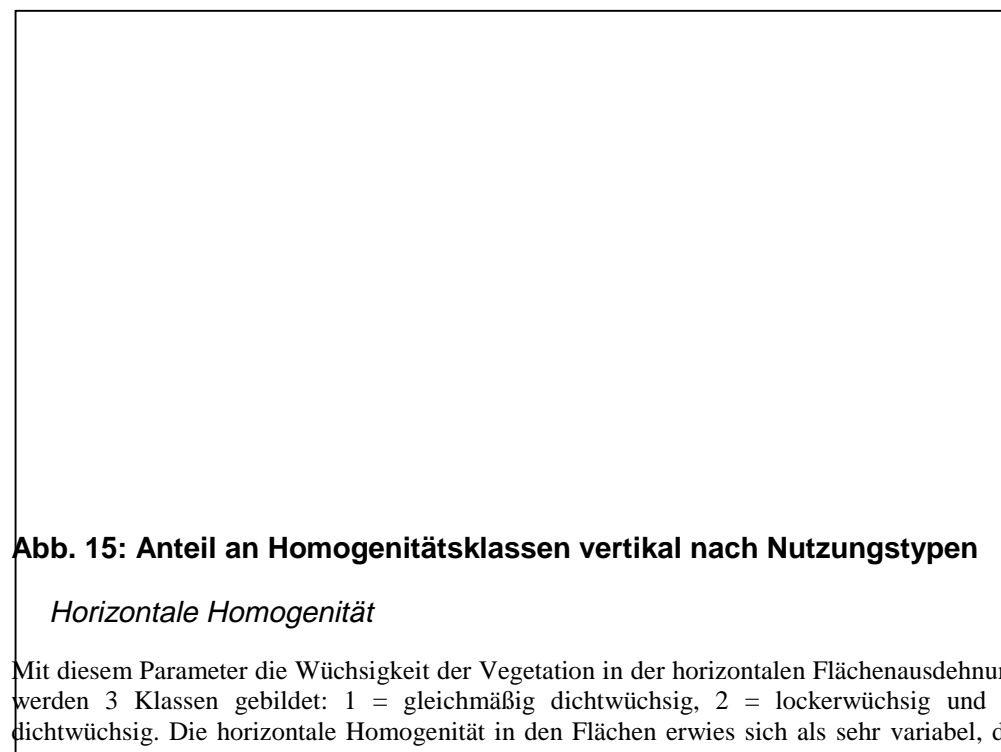 Abb. 15: Anteil an Homogenitätsklassen vertikal nach Nutzungstypen
Horizontale Homogenität
Mit diesem Parameter die Wüchsigkeit der Vegetation in der horizontalen
werden 3 Klassen gebildet: 1 = gleichmäßig dichtwüchsig, 2 = lockerwüchsig und
dichtwüchsig. Die horizontale Homogenität in den Flächen erwies sich als sehr variabel,